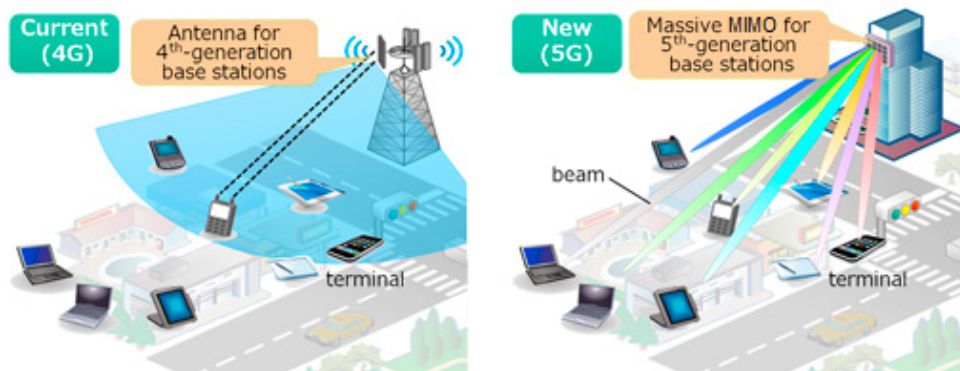 Current
(4G)
Antenna for
4th-generation
base stations
terminal
New
(5G)
Massive MIMO for
5th-generation
base stations
beam
terminal